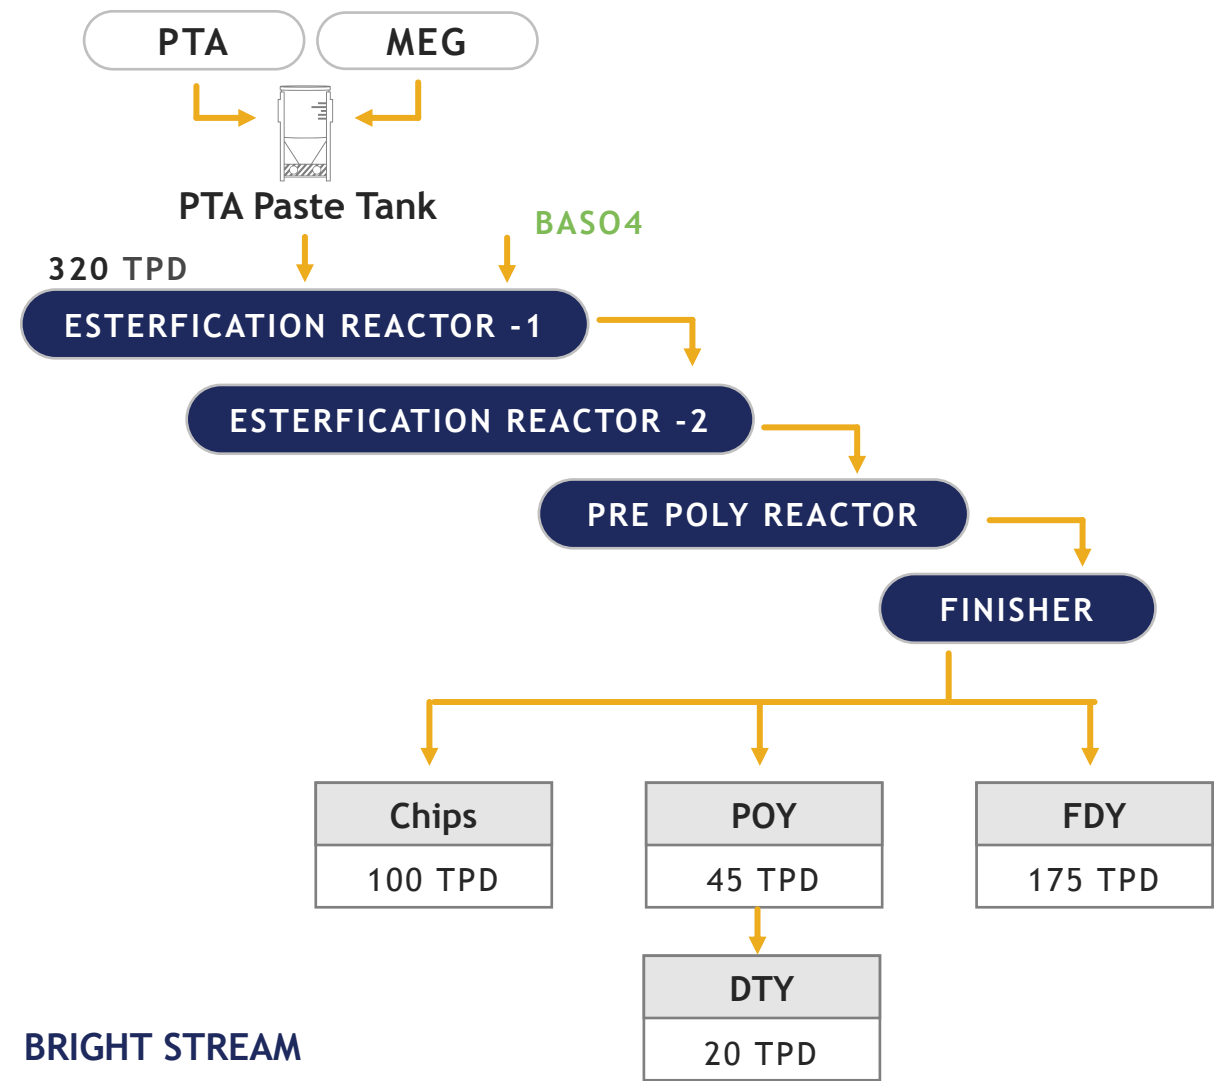 PTA
MEG
PTA Paste Tank
BASO4
320 TPD
ESTERFICATION REACTOR -1
ESTERFICATION REACTOR -2
PRE POLY REACTOR
FINISHER
Chips
POY
FDY
100 TPD
45 TPD
175 TPD
DTY
20 TPD
BRIGHT STREAM